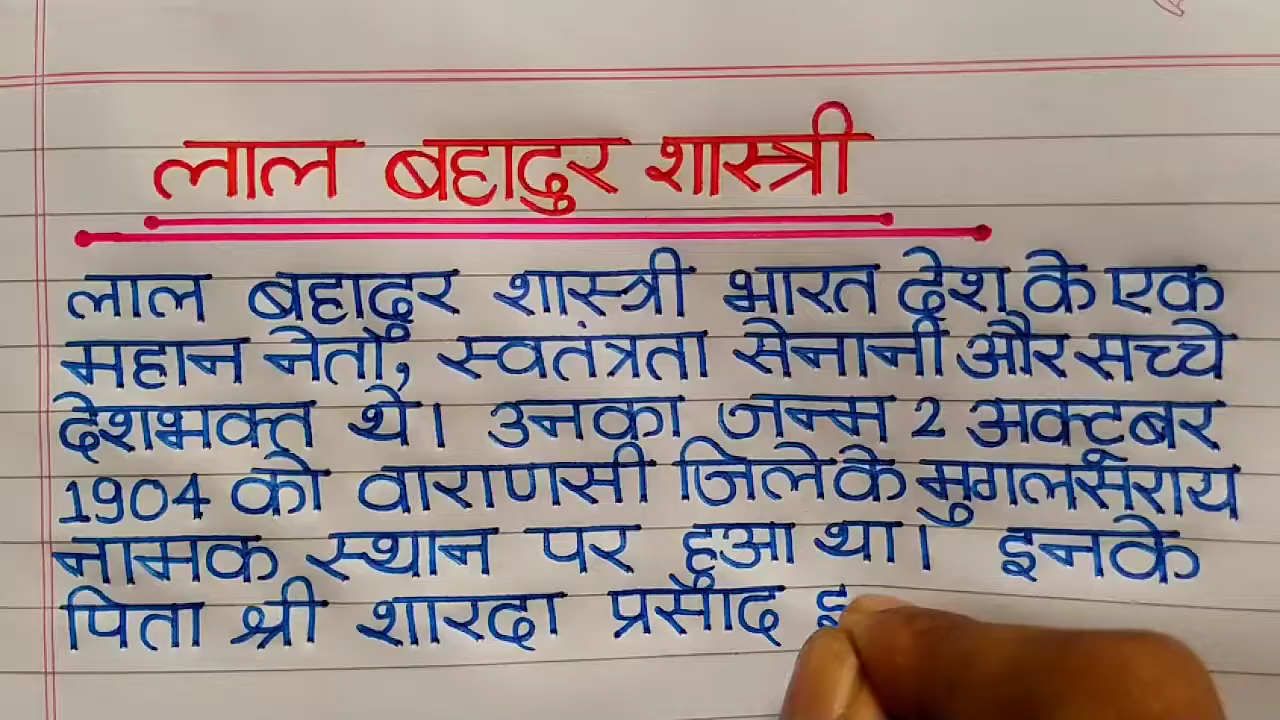 लाल बहादुर शास्त्री
लाल बहादुर शास्त्री भारत देश के एक
महान नेता, स्वतंत्रता सेनानी और सच्चे
देशभक्त थे। उनका जन्म 2 अक्टूबर
1904 को वाराणसी जिले के मुगलसराय
नामक स्थान पर हुआ था। इनके
पिता श्री शारदा प्रसाद